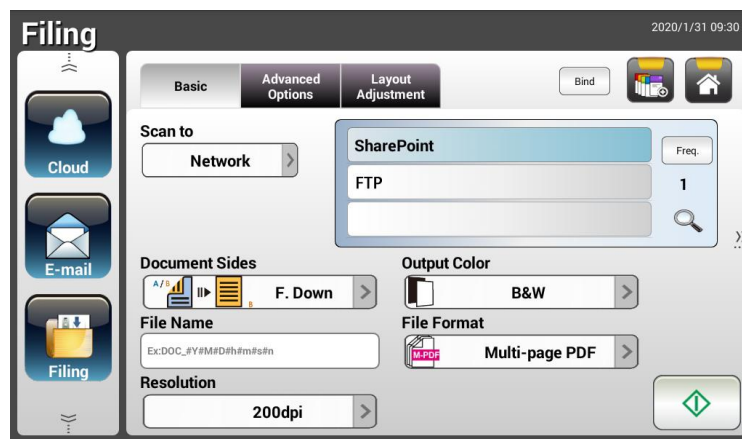 Filing
2020/1/31 09:30
Basic
Advanced
Options
Layout
Adjustment
Bind
Scan to
Network
SharePoint
FTP
Freq.
1
Cloud
E-mail
Filing
Document Sides
A/B
B
F. Down
Output Color
B&W
File Name
Ex:DOC_#Y#M#D#h#m#s#n
File Format
M-PDF
Multi-page PDF
Resolution
200dpi